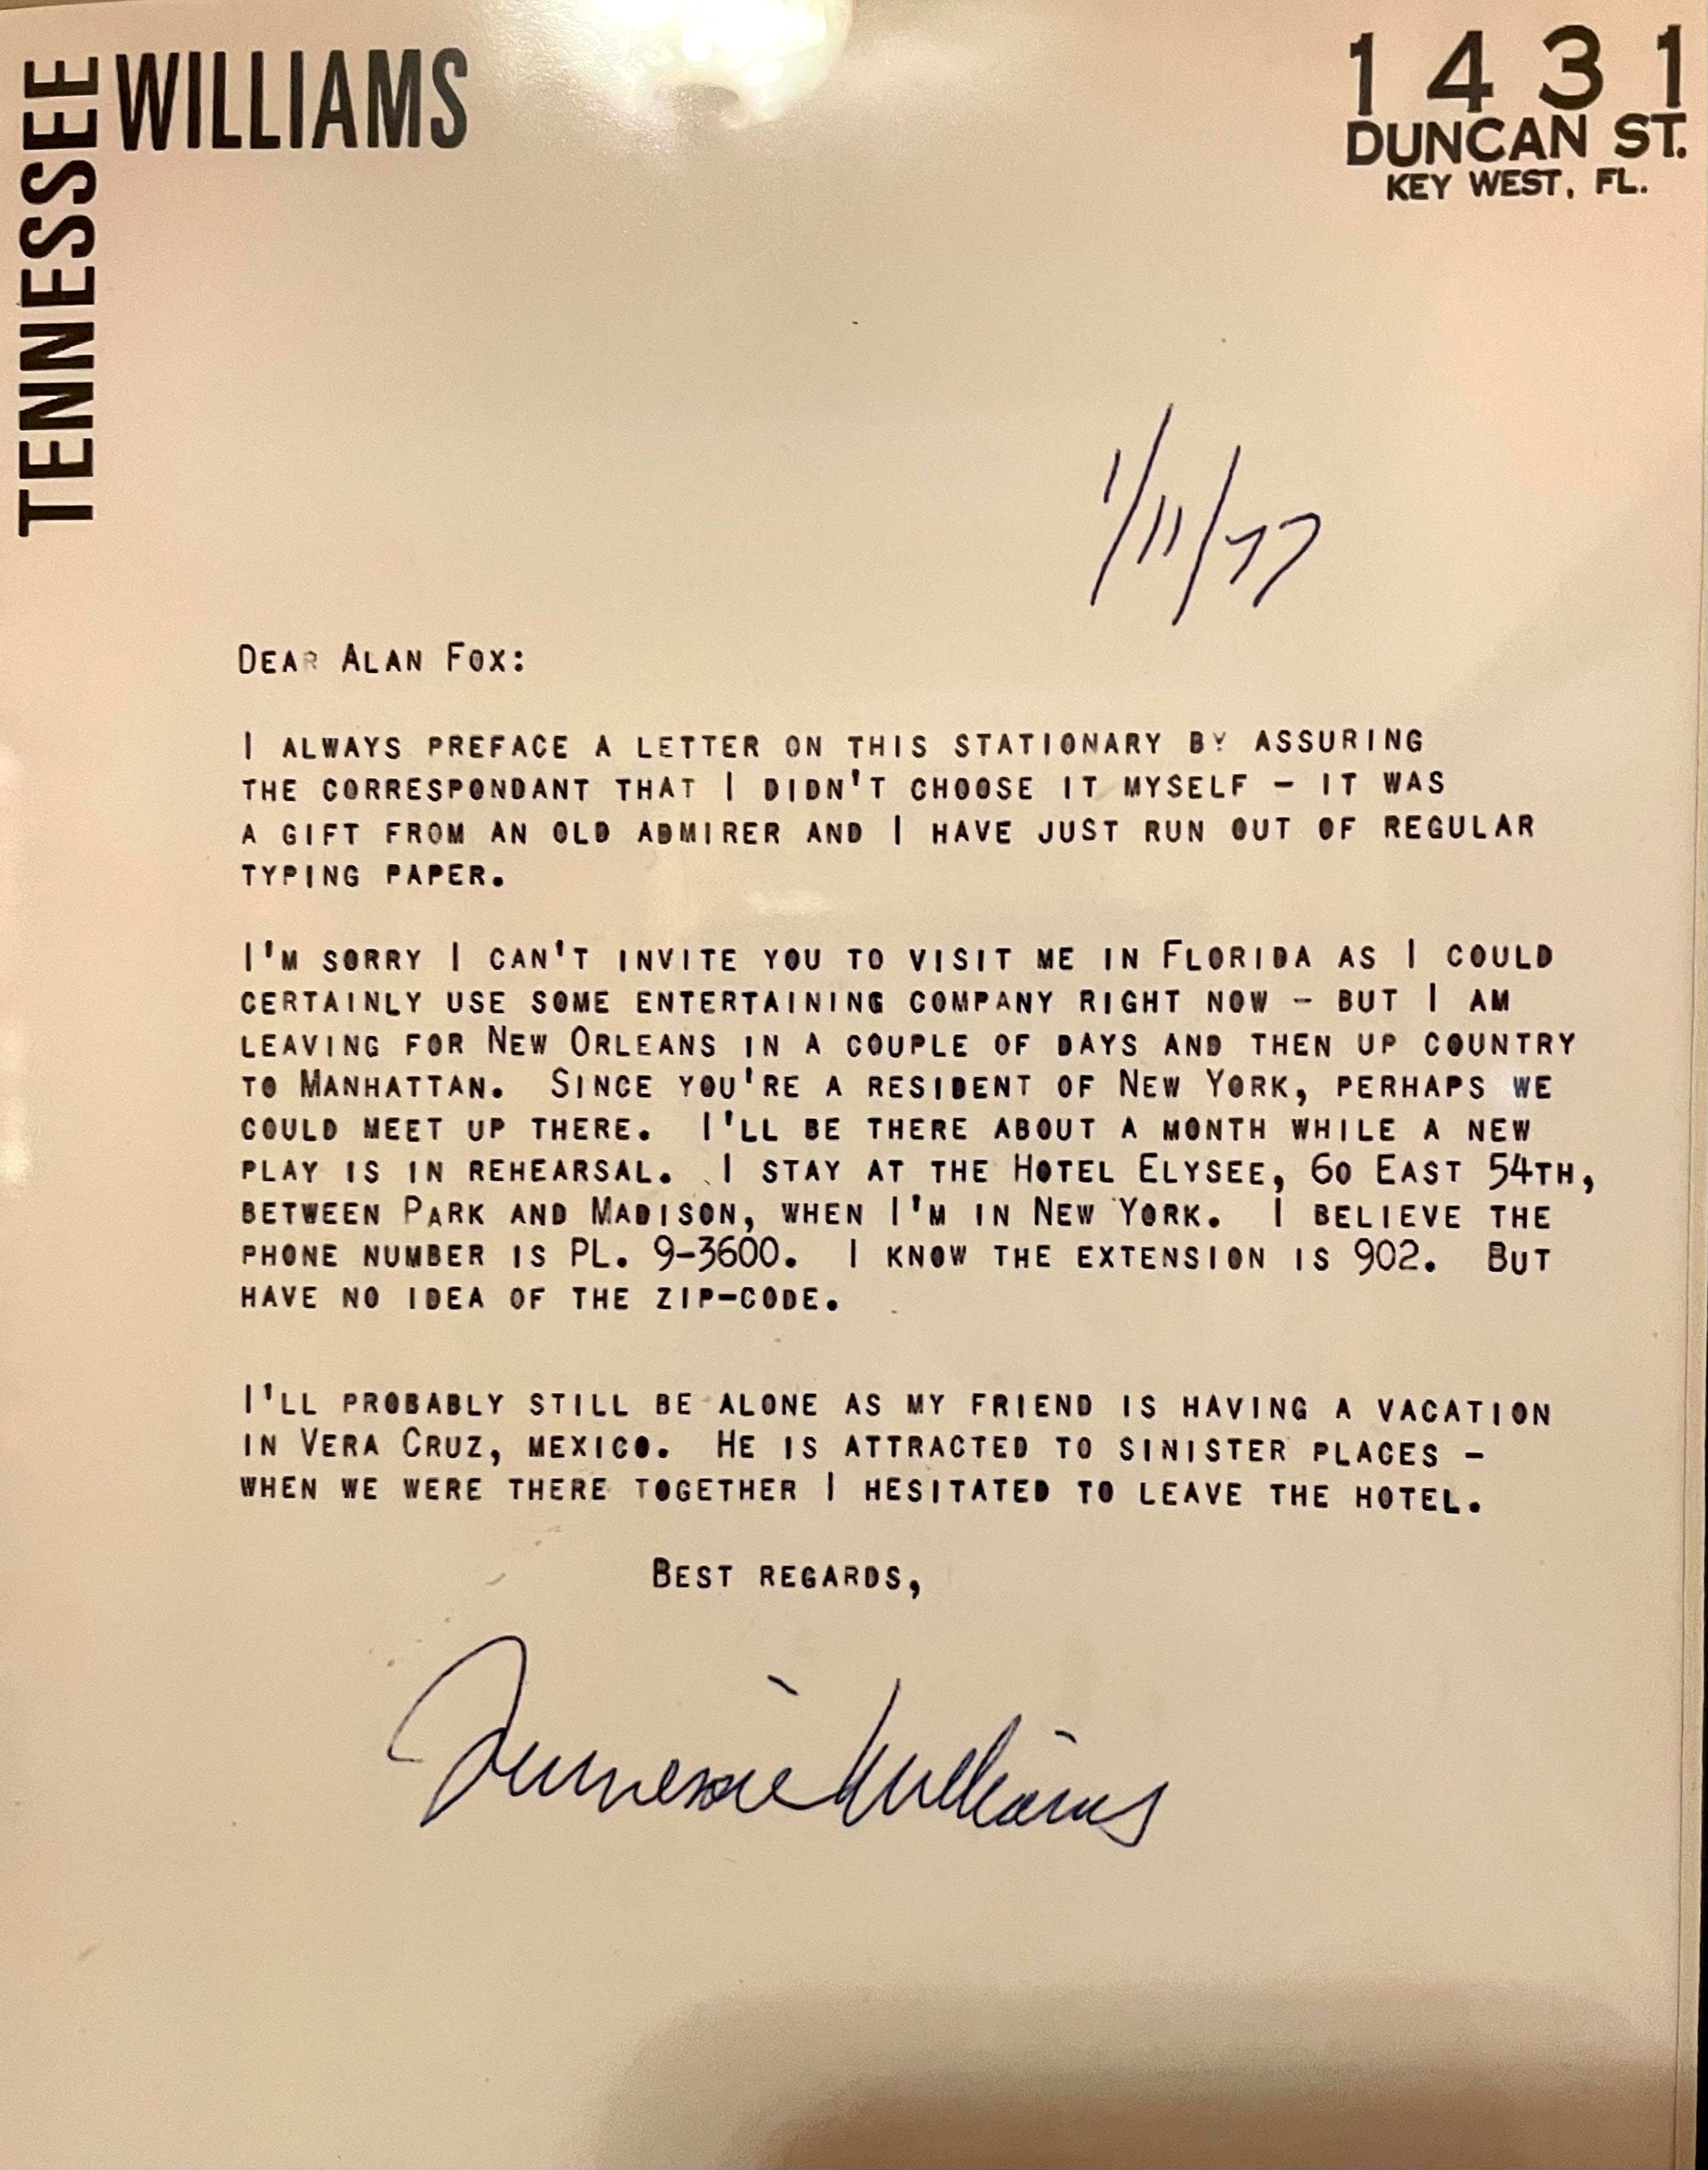 TENNESSEE WILLIAMS
1431
DUNCAN ST.
KEY WEST, FL.
1/11/77
DEAR ALAN FOX:
I ALWAYS PREFACE A LETTER ON THIS STATIONARY BY ASSURING
THE CORRESPONDANT THAT I DIDN'T CHOOSE IT MYSELF - IT WAS
A GIFT FROM AN OLD ADMIRER AND I HAVE JUST RUN OUT OF REGULAR
TYPING PAPER.
I'M SORRY I CAN'T INVITE YOU TO VISIT ME IN FLORIDA AS I COULD
CERTAINLY USE SOME ENTERTAINING COMPANY RIGHT NOW - BUT I AM
LEAVING FOR NEW ORLEANS IN A COUPLE OF DAYS AND THEN UP COUNTRY
TO MANHATTAN. SINCE YOU'RE A RESIDENT OF NEW YORK, PERHAPS WE
COULD MEET UP THERE. I'LL BE THERE ABOUT A MONTH WHILE A NEW
PLAY IS IN REHEARSAL. I STAY AT THE HOTEL ELYSEE, 60 EAST 54TH,
BETWEEN PARK AND MADISON, WHEN I'M IN NEW YORK. I BELIEVE THE
PHONE NUMBER IS PL. 9-3600. I KNOW THE EXTENSION IS 902. BUT
HAVE NO IDEA OF THE ZIP-CODE.
I'LL PROBABLY STILL BE ALONE AS MY FRIEND IS HAVING A VACATION
IN VERA CRUZ, MEXICO. HE IS ATTRACTED TO SINISTER PLACES -
WHEN WE WERE THERE TOGETHER I HESITATED TO LEAVE THE HOTEL.
BEST REGARDS,
Tennessee Williams